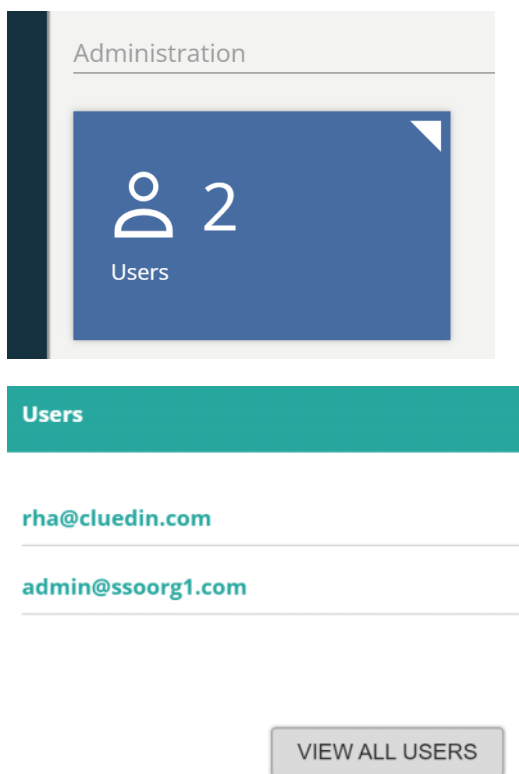 Administration
2
Users
Users
rha@cluedin.com
admin@ssoorg1.com
VIEW ALL USERS